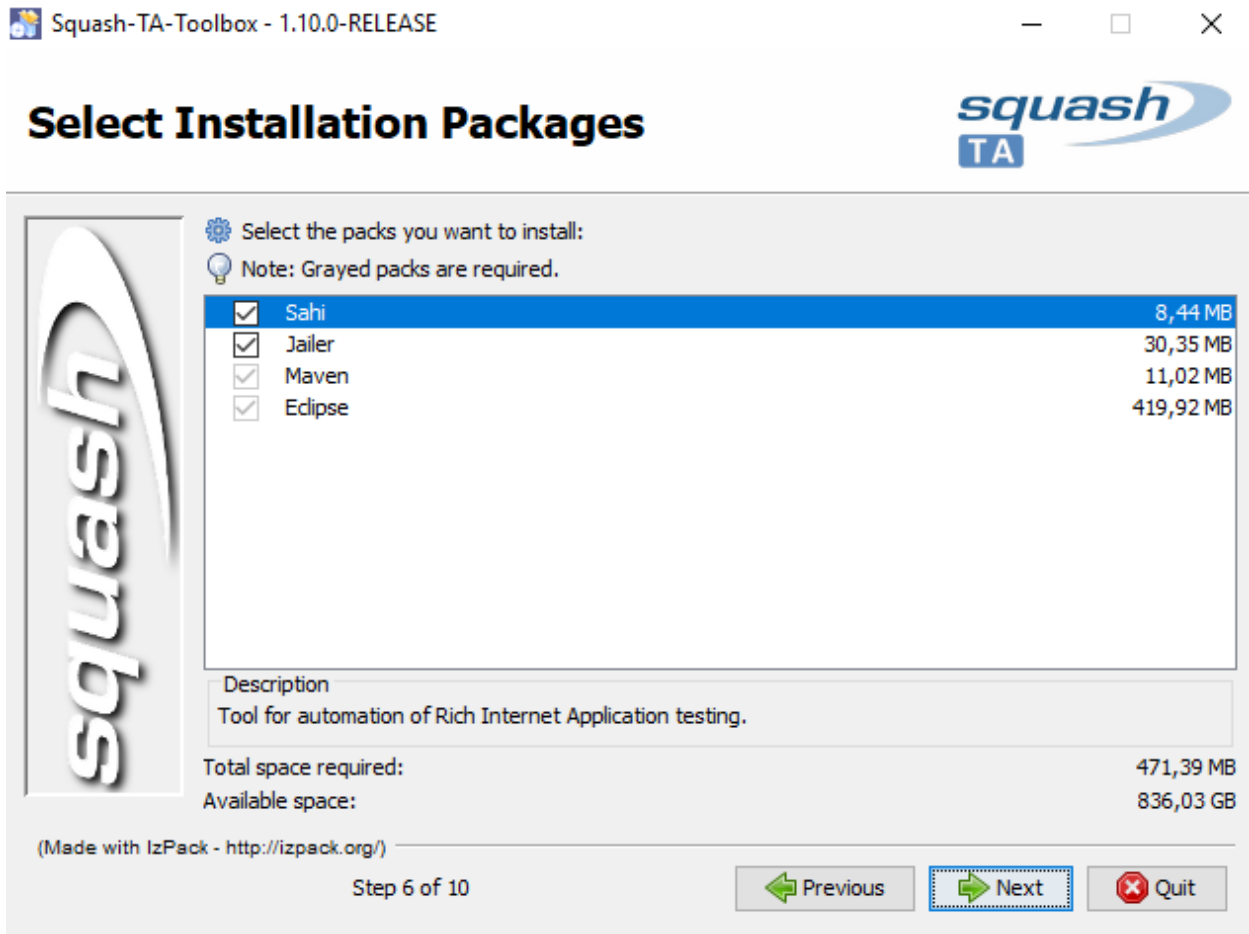 Squash-TA-Toolbox - 1.10.0-RELEASE
Select Installation Packages
squash
TA
squash
Select the packs you want to install:
Note: Grayed packs are required.
Sahi 8,44 MB
Jailer 30,35 MB
Maven 11,02 MB
Eclipse 419,92 MB
Description
Tool for automation of Rich Internet Application testing.
Total space required: 471,39 MB
Available space: 836,03 GB
(Made with IzPack - http://izpack.org/)
Step 6 of 10 Previous Next Quit